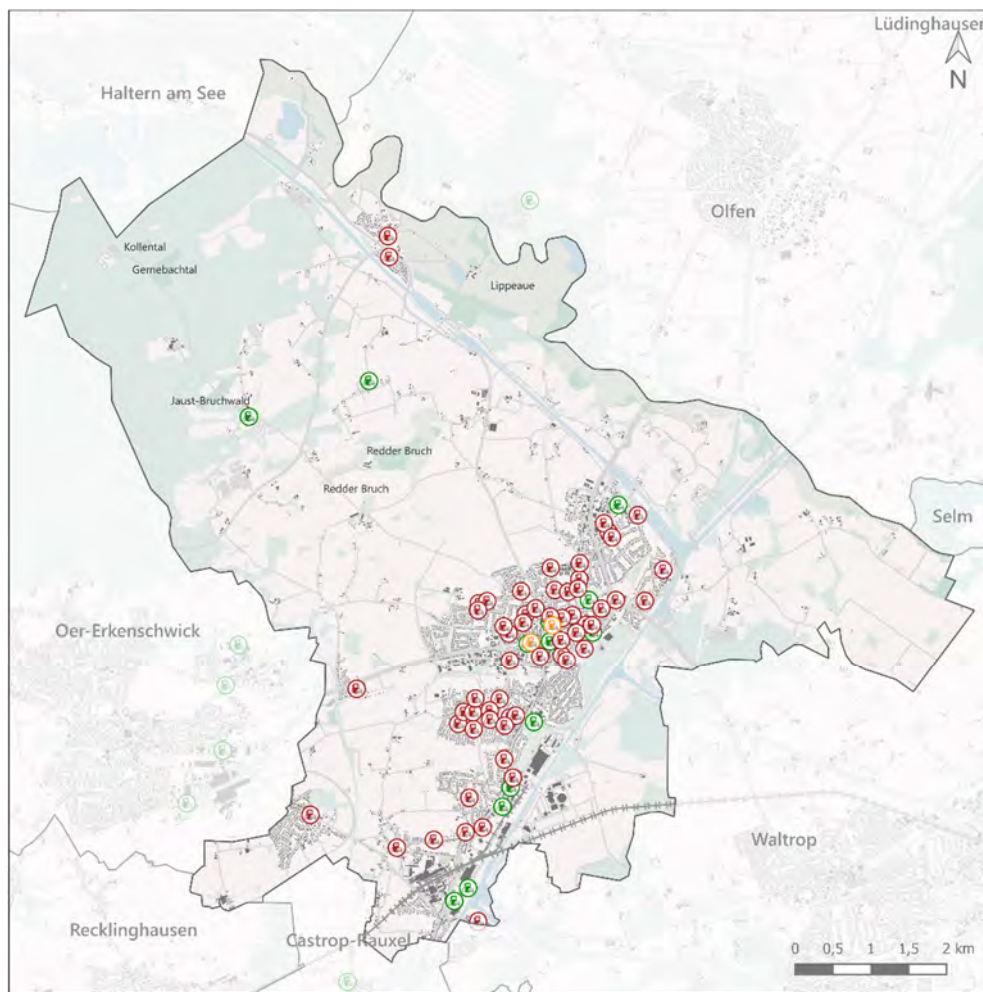 Lüdinghausen
N
Haltern am See
Olfen
Kollental
Gernebachtal
Lippeaue
Jaust-Bruchwald
Redder Bruch
Redder Bruch
Selm
Oer-Erkenschwick
Waltrop
Recklinghausen
Castrop-Rauxel
0 0,5 1 1,5 2 km